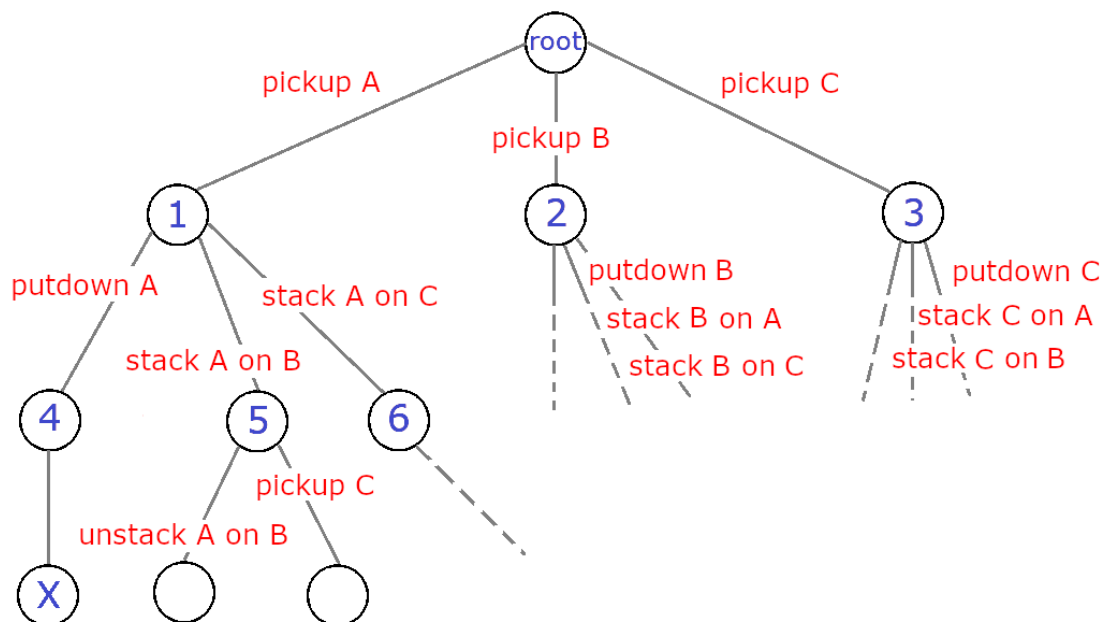 root
pickup A
pickup C
pickup B
1
2
3
putdown A
stack A on C
putdown B
putdown C
stack B on A
stack C on A
stack A on B
stack B on C
stack C on B
4
5
6
pickup C
unstack A on B
X